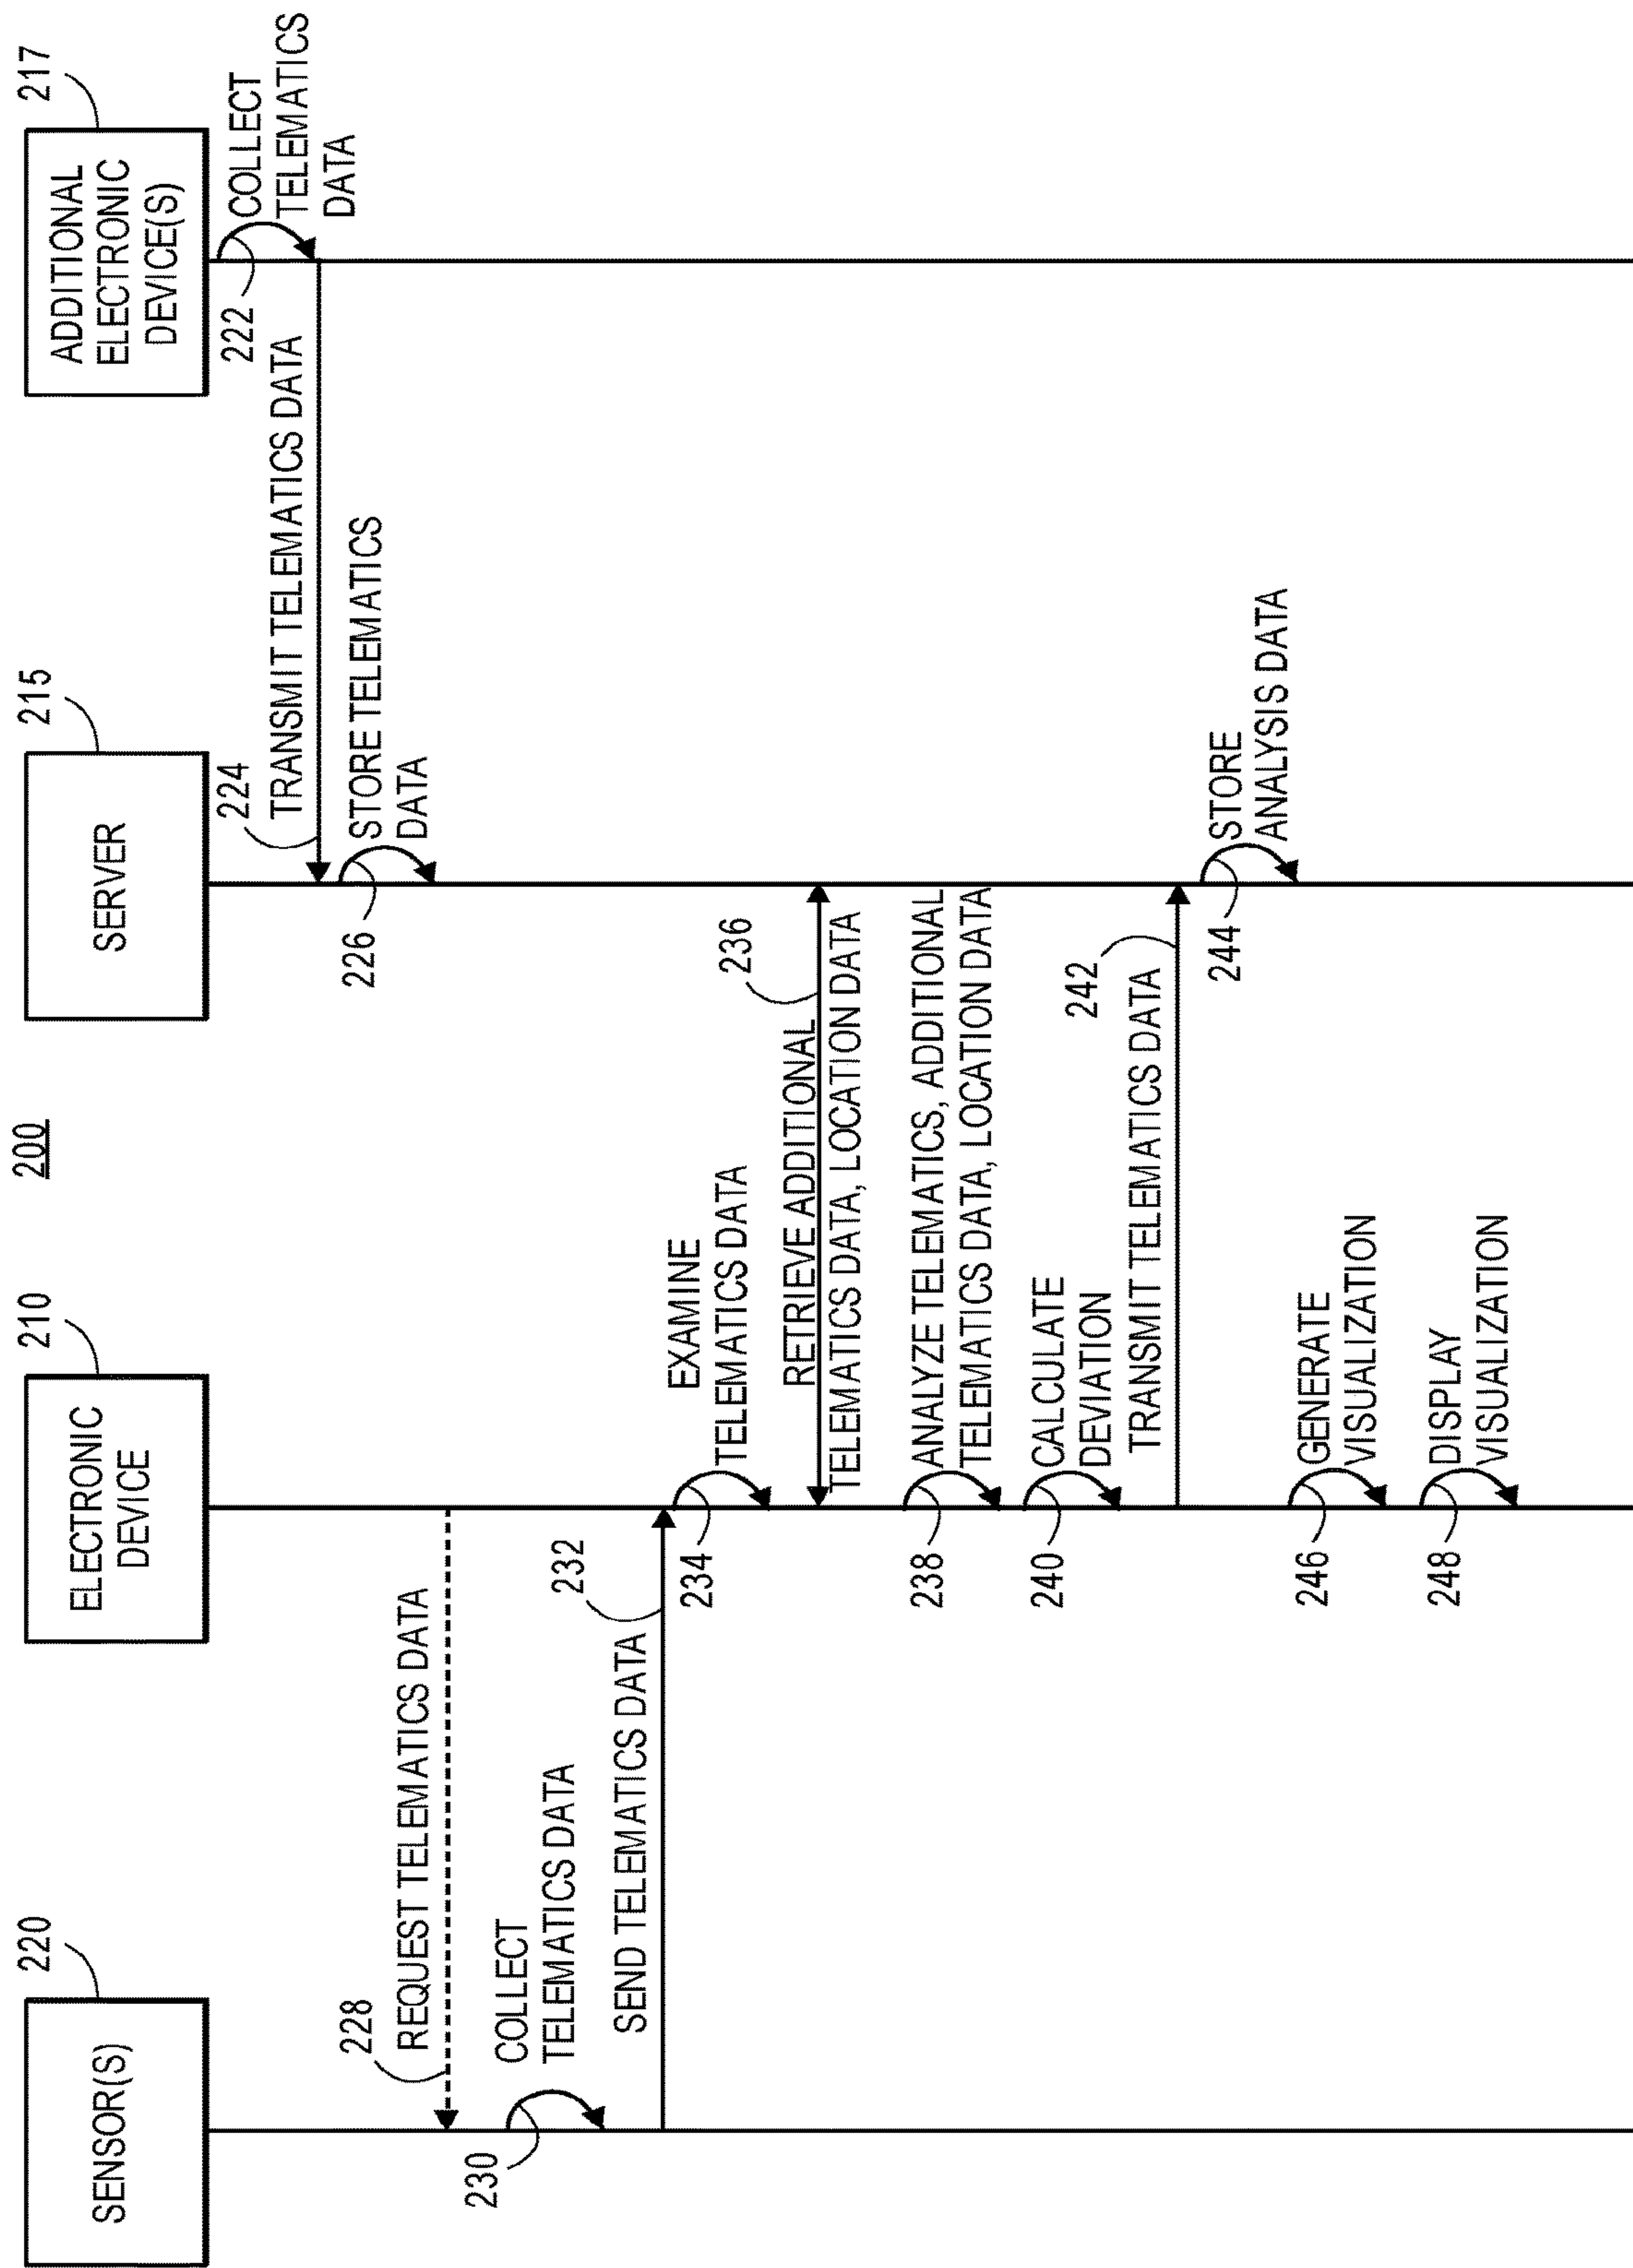 200
220
SENSOR(S)
210
ELECTRONIC
DEVICE
215
SERVER
217
ADDITIONAL
ELECTRONIC
DEVICE(S)
222
COLLECT
TELEMATICS
DATA
224
TRANSMIT TELEMATICS DATA
226
STORE TELEMATICS
DATA
228
REQUEST TELEMATICS DATA
230
COLLECT
TELEMATICS DATA
232
SEND TELEMATICS DATA
234
EXAMINE
TELEMATICS DATA
236
RETRIEVE ADDITIONAL
TELEMATICS DATA, LOCATION DATA
238
ANALYZE TELEMATICS, ADDITIONAL
TELEMATICS DATA, LOCATION DATA
240
CALCULATE
DEVIATION
242
TRANSMIT TELEMATICS DATA
244
STORE
ANALYSIS DATA
246
GENERATE
VISUALIZATION
248
DISPLAY
VISUALIZATION